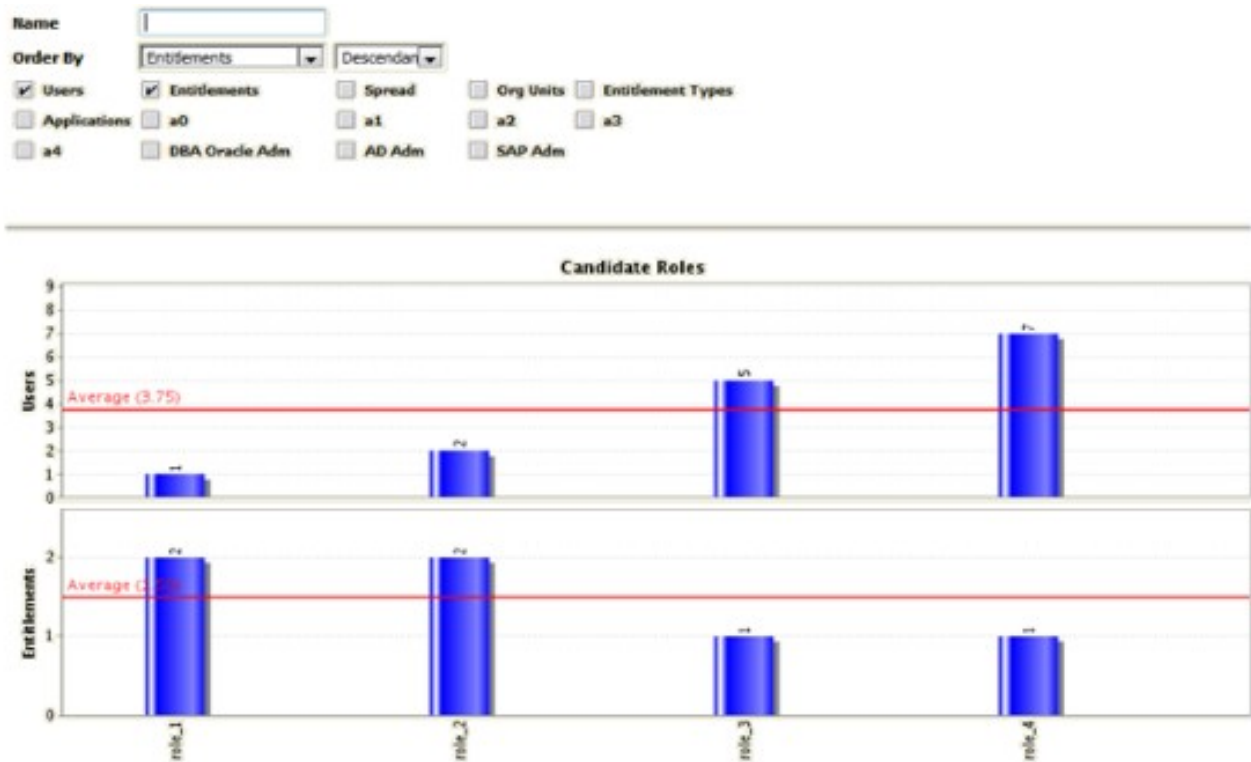 Name
Order By Entitlements Descendan
Users Entitlements Spread Org Units Entitlement Types
Applications a0 a1 a2 a3
a4 DBA Oracle Adm AD Adm SAP Adm
Candidate Roles
Users
9
8
7
6
5
4
3
2
1
0
Average (3.75)
1
2
5
7
Entitlements
2
1
0
Average
2
2
1
1
role_1
role_2
role_3
role_4